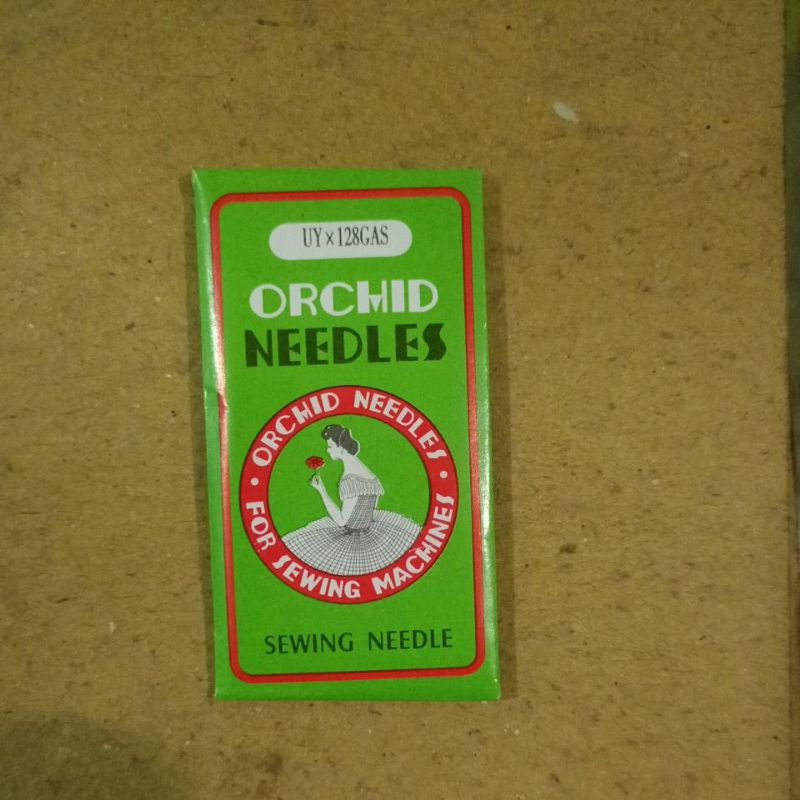 UY×128GAS
ORCHID
NEEDLES
ORCHID NEEDLES
FOR SEWING MACHINES
SEWING NEEDLE